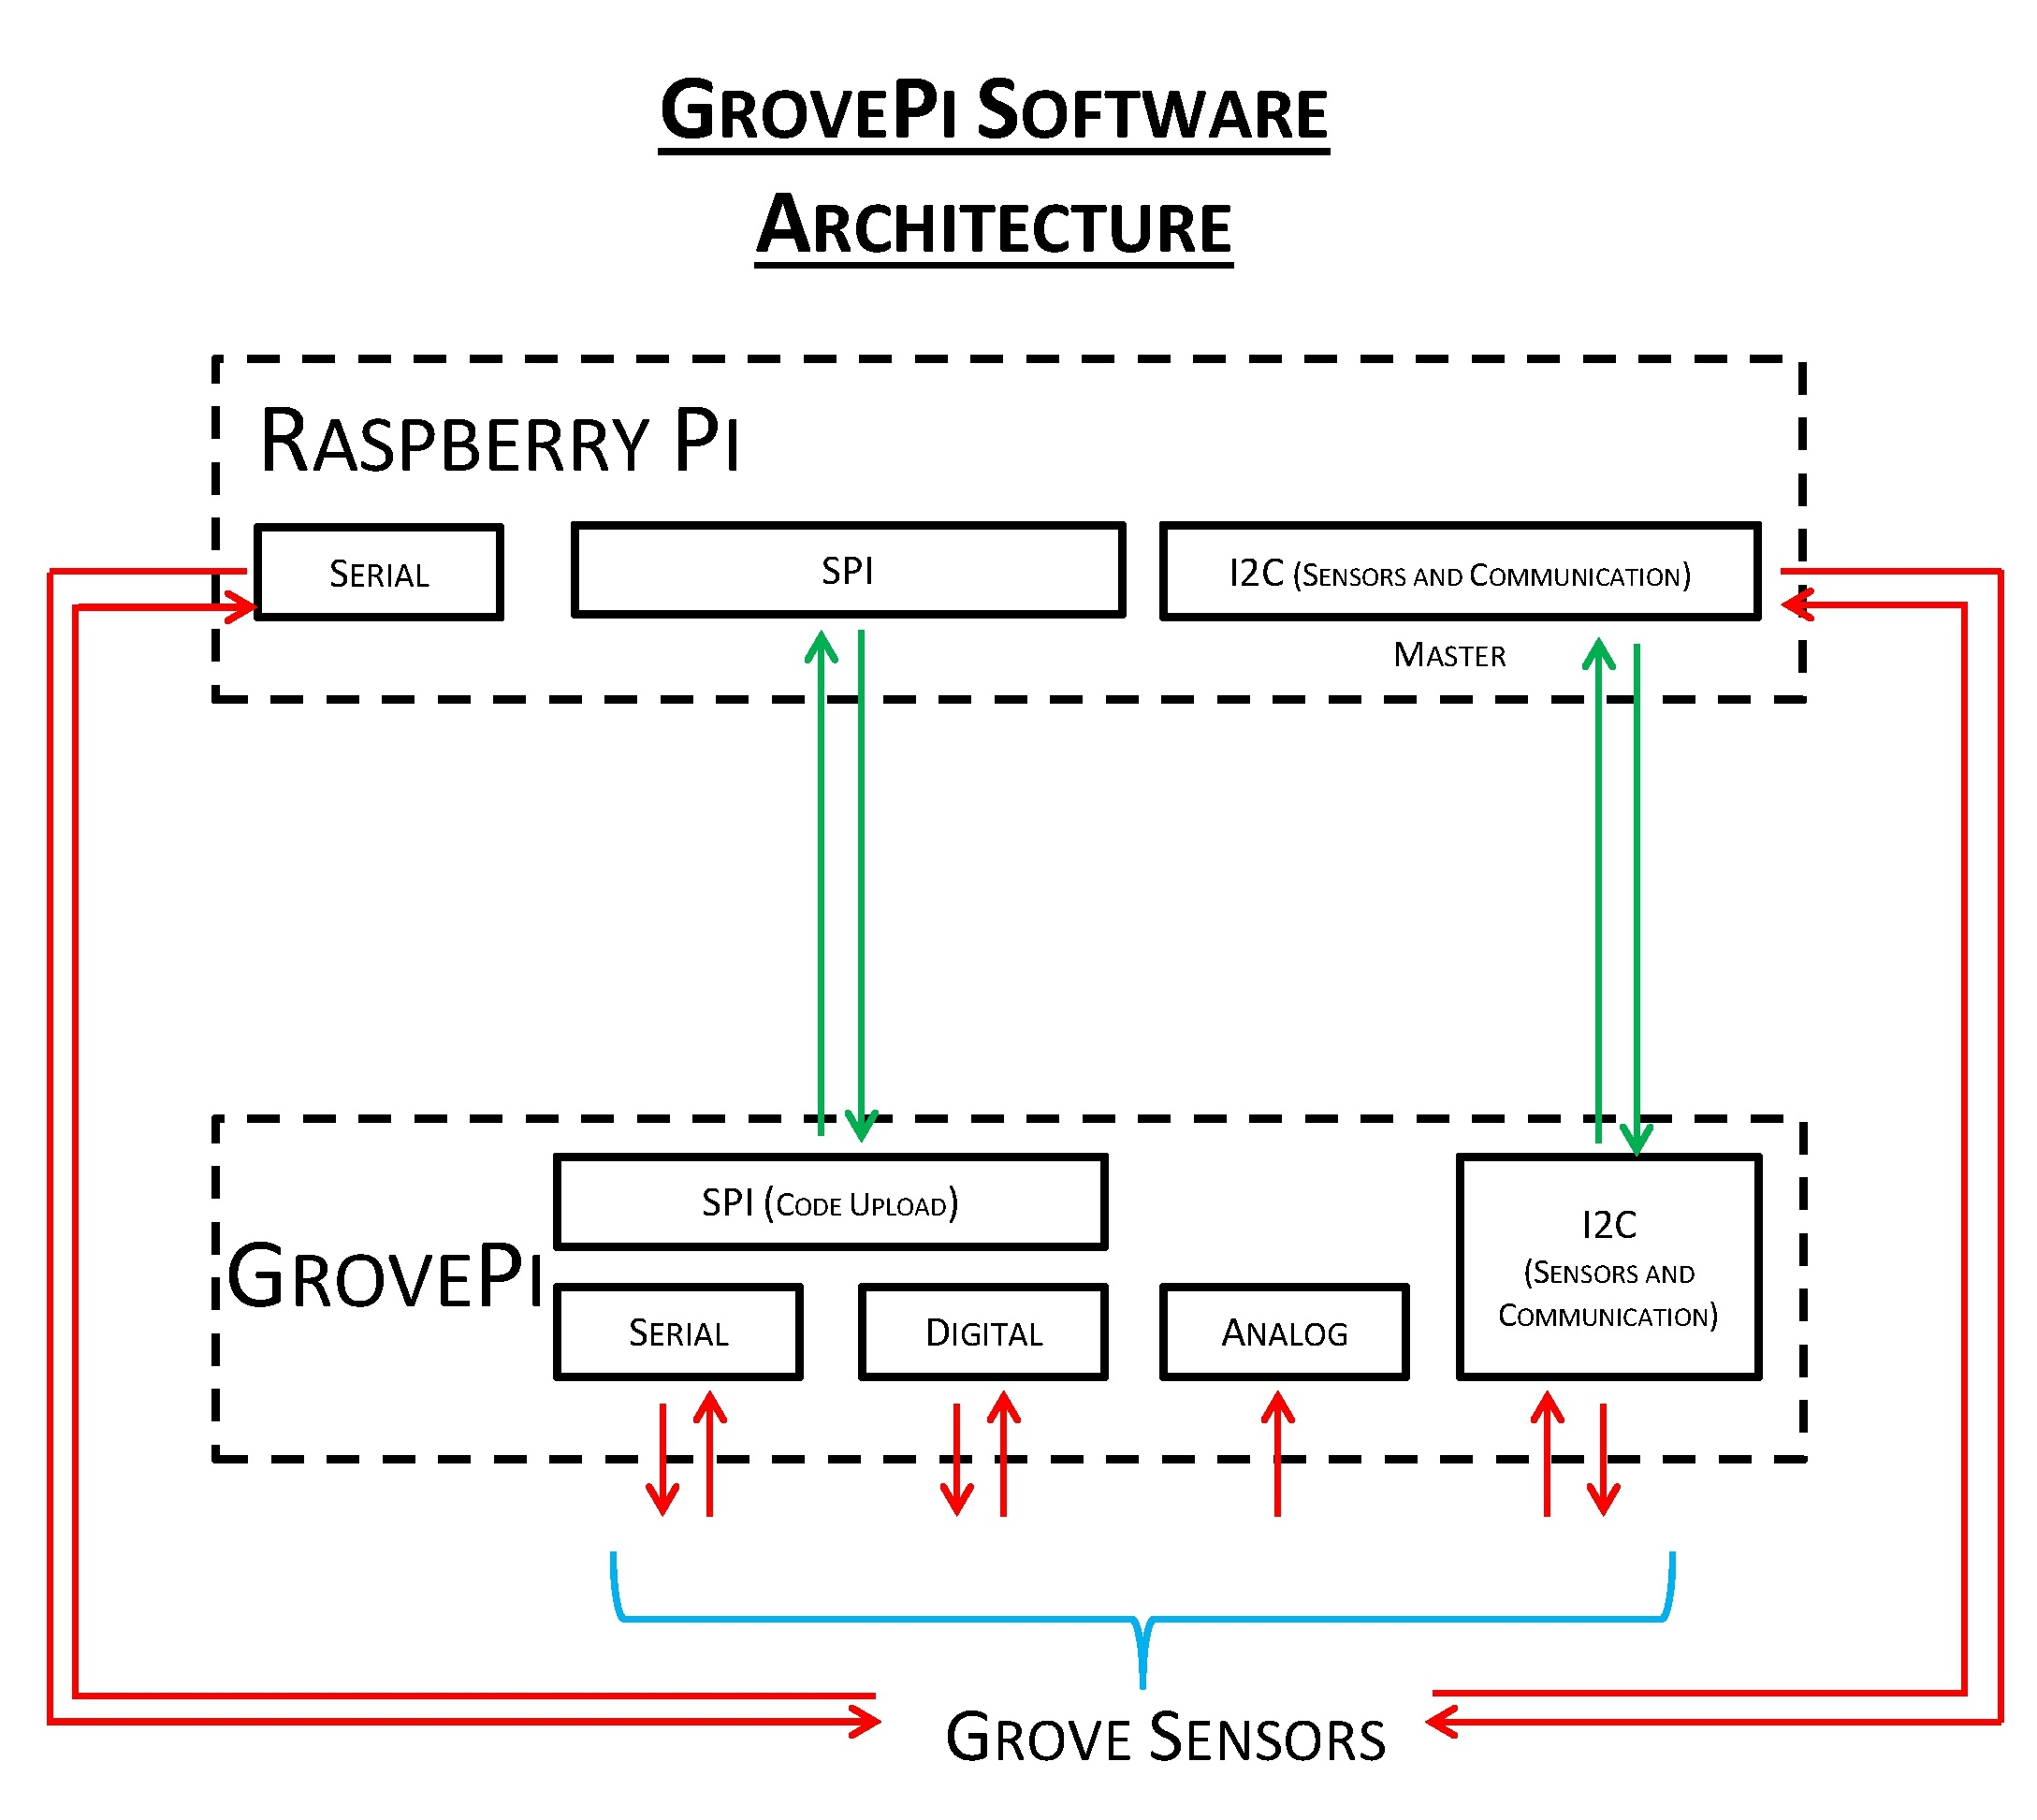 GROVEPI SOFTWARE
ARCHITECTURE
RASPBERRY PI
SERIAL
SPI
I2C (SENSORS AND COMMUNICATION)
MASTER
GROVEPI
SPI (CODE UPLOAD)
SERIAL
DIGITAL
ANALOG
I2C
(SENSORS AND
COMMUNICATION)
GROVE SENSORS